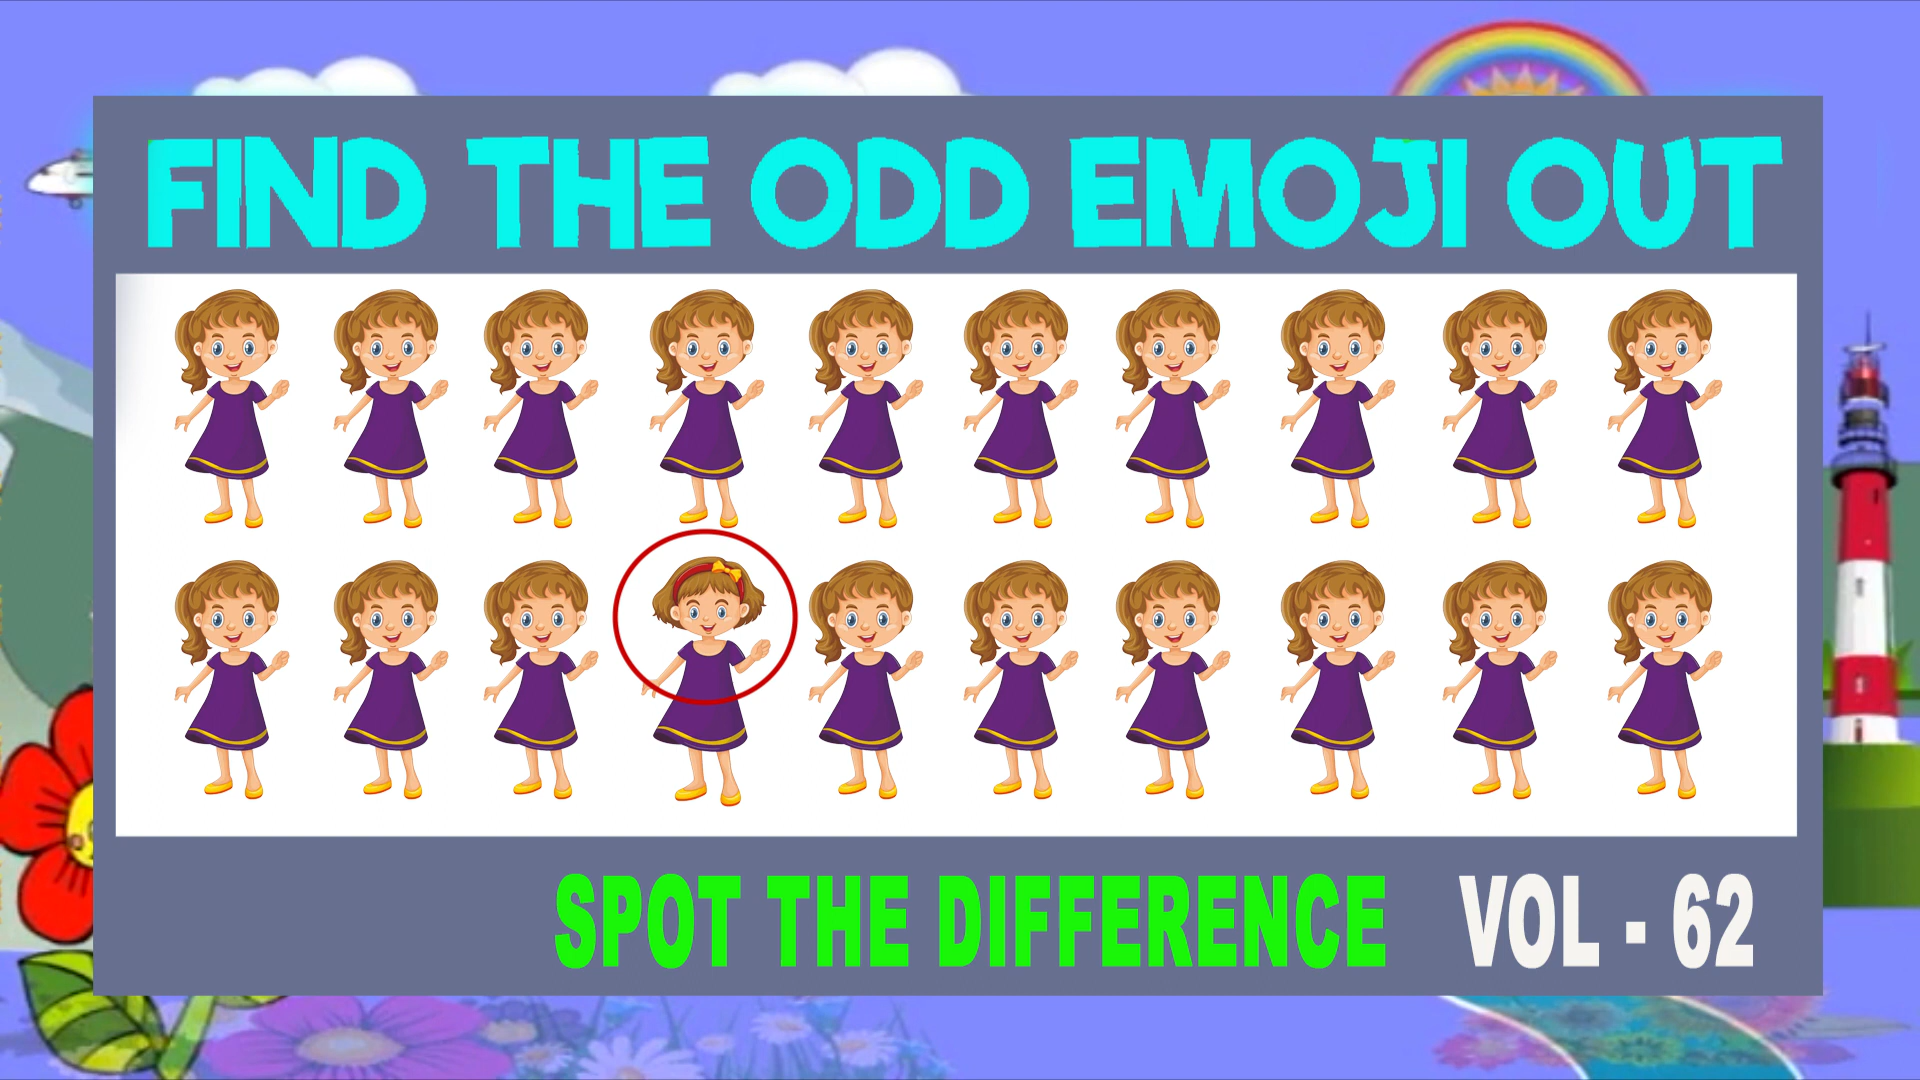 FIND THE ODD EMOJI OUT
SPOT THE DIFFERENCE VOL - 62